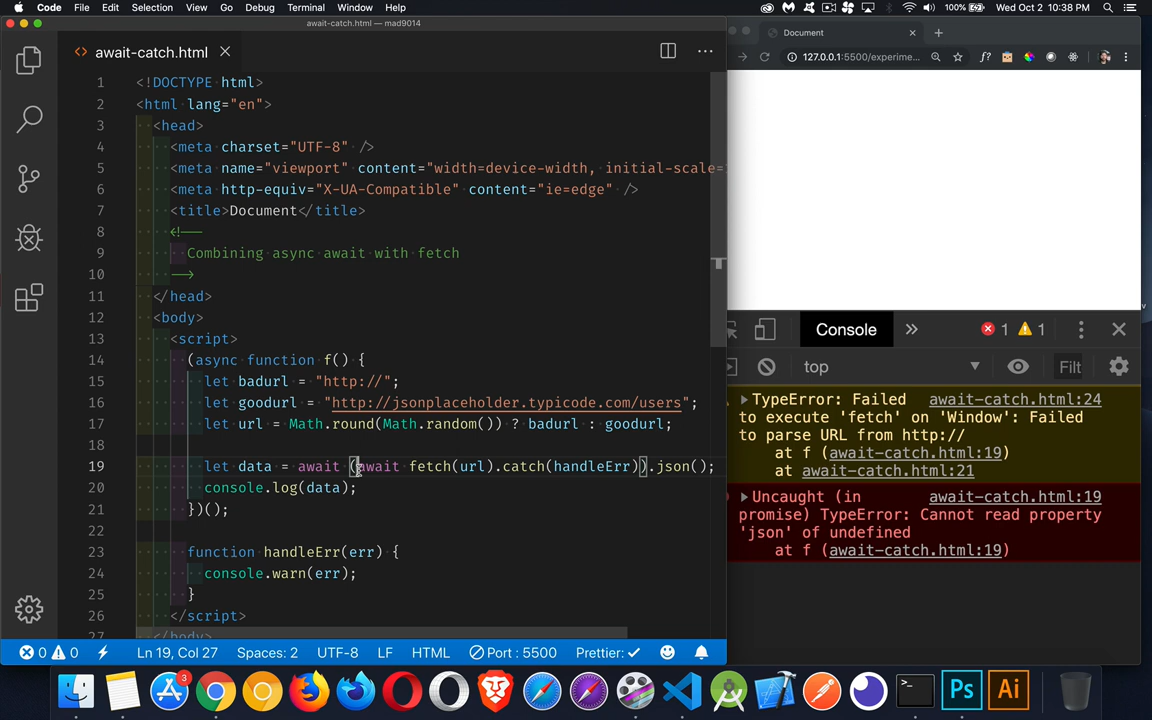 Code File Edit Selection View Go Debug Terminal Window Help 100% Wed Oct 2 10:38 PM
await-catch.html — mad9014
await-catch.html
1 <!DOCTYPE html>
2 <html lang="en">
3 <head>
4 <meta charset="UTF-8" />
5 <meta name="viewport" content="width=device-width, initial-scale=
6 <meta http-equiv="X-UA-Compatible" content="ie=edge" />
7 <title>Document</title>
8 <!--
9 Combining async await with fetch
10 -->
11 </head>
12 <body>
13 <script>
14 (async function f() {
15 let badurl = "http://";
16 let goodurl = "http://jsonplaceholder.typicode.com/users";
17 let url = Math.round(Math.random()) ? badurl : goodurl;
18
19 let data = await (await fetch(url).catch(handleErr)).json();
20 console.log(data);
21 })();
22
23 function handleErr(err) {
24 console.warn(err);
25 }
26 </script>
27 </body>
0 0 Ln 19, Col 27 Spaces: 2 UTF-8 LF HTML Port : 5500 Prettier: ✓
Document
127.0.0.1:5500/experime...
f?
Console » 1 1
top Filt
TypeError: Failed await-catch.html:24
to execute 'fetch' on 'Window': Failed
to parse URL from http://
at f (await-catch.html:19)
at await-catch.html:21
Uncaught (in await-catch.html:19
promise) TypeError: Cannot read property
'json' of undefined
at f (await-catch.html:19)
3
>_
Ps
Ai